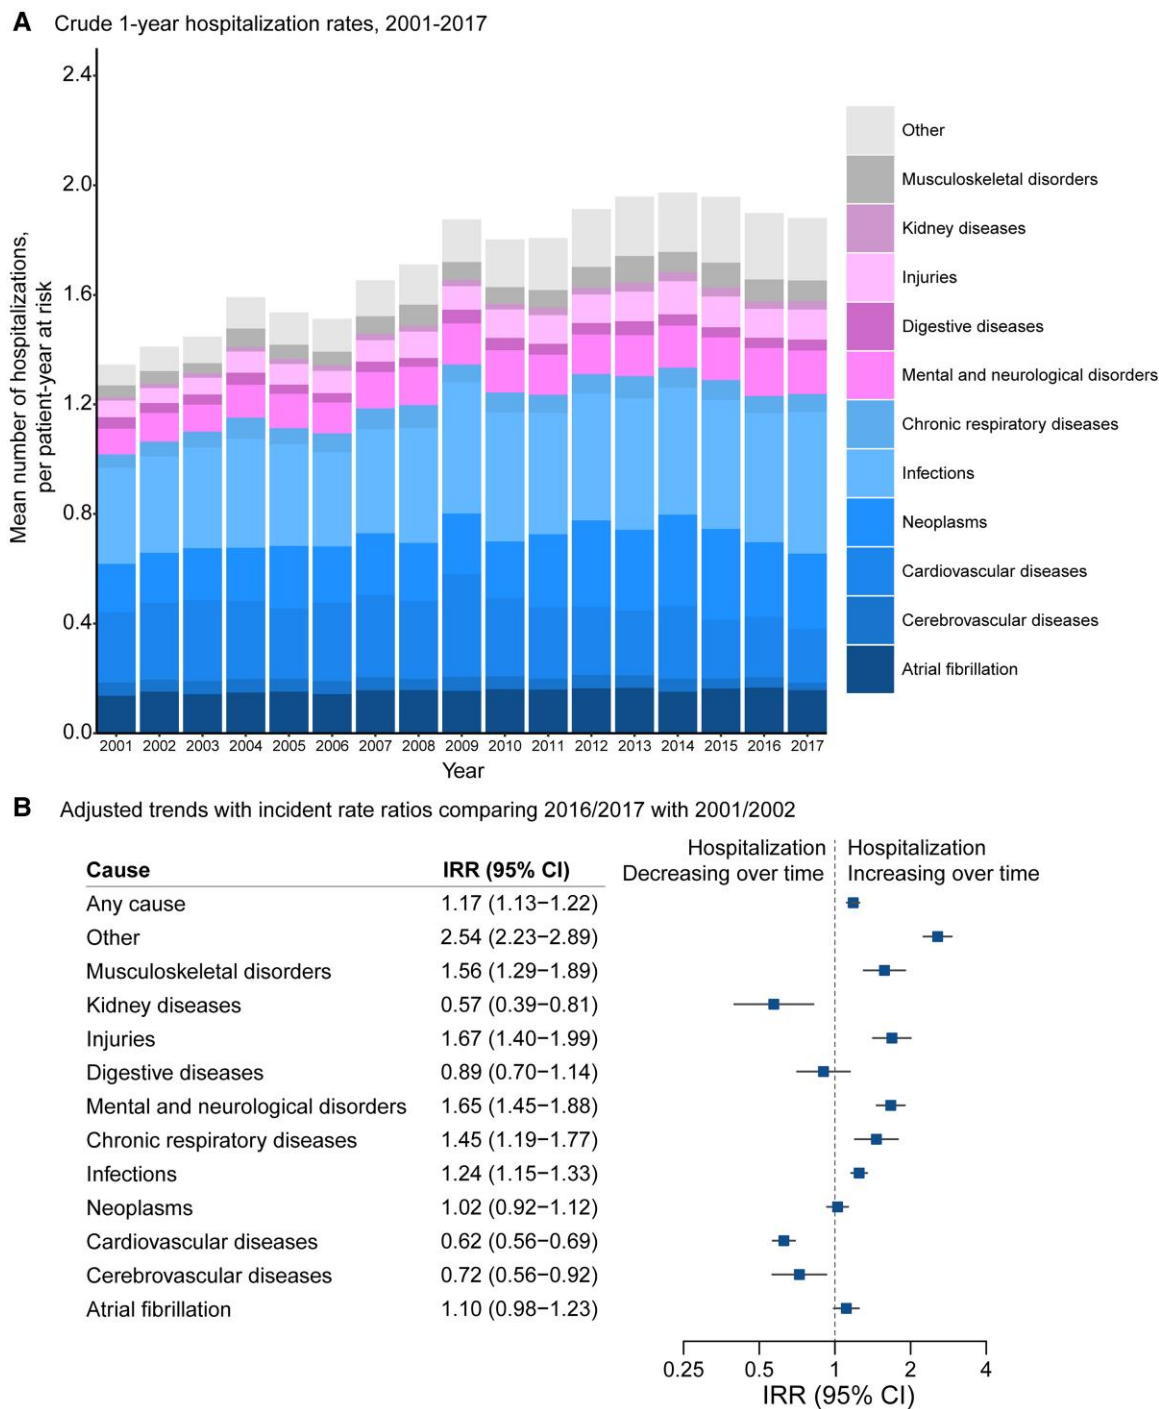 A Crude 1-year hospitalization rates, 2001-2017
Mean number of hospitalizations,
per patient-year at risk
2.4
2.0
1.6
1.2
0.8
0.4
0.0
2001 2002 2003 2004 2005 2006 2007 2008 2009 2010 2011 2012 2013 2014 2015 2016 2017
Year
Other
Musculoskeletal disorders
Kidney diseases
Injuries
Digestive diseases
Mental and neurological disorders
Chronic respiratory diseases
Infections
Neoplasms
Cardiovascular diseases
Cerebrovascular diseases
Atrial fibrillation
B Adjusted trends with incident rate ratios comparing 2016/2017 with 2001/2002
Hospitalization Hospitalization
Decreasing over time Increasing over time
Cause IRR (95% CI)
Any cause 1.17 (1.13−1.22)
Other 2.54 (2.23−2.89)
Musculoskeletal disorders 1.56 (1.29−1.89)
Kidney diseases 0.57 (0.39−0.81)
Injuries 1.67 (1.40−1.99)
Digestive diseases 0.89 (0.70−1.14)
Mental and neurological disorders 1.65 (1.45−1.88)
Chronic respiratory diseases 1.45 (1.19−1.77)
Infections 1.24 (1.15−1.33)
Neoplasms 1.02 (0.92−1.12)
Cardiovascular diseases 0.62 (0.56−0.69)
Cerebrovascular diseases 0.72 (0.56−0.92)
Atrial fibrillation 1.10 (0.98−1.23)
0.25 0.5 1 2 4
IRR (95% CI)